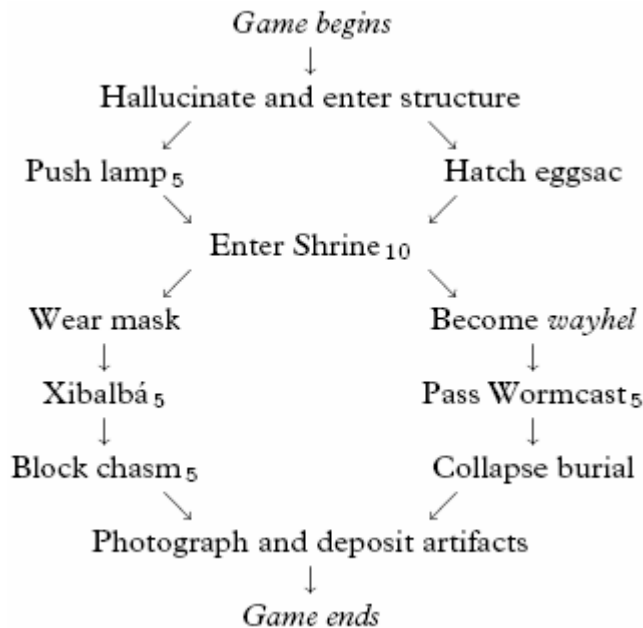 Game begins
↓
Hallucinate and enter structure
↙ ↘
Push lamp 5 Hatch eggsac
↘ ↙
Enter Shrine 10
↙ ↘
Wear mask Become wayhel
↓ ↓
Xibalbá 5 Pass Wormcast 5
↓ ↓
Block chasm 5 Collapse burial
↘ ↙
Photograph and deposit artifacts
↓
Game ends